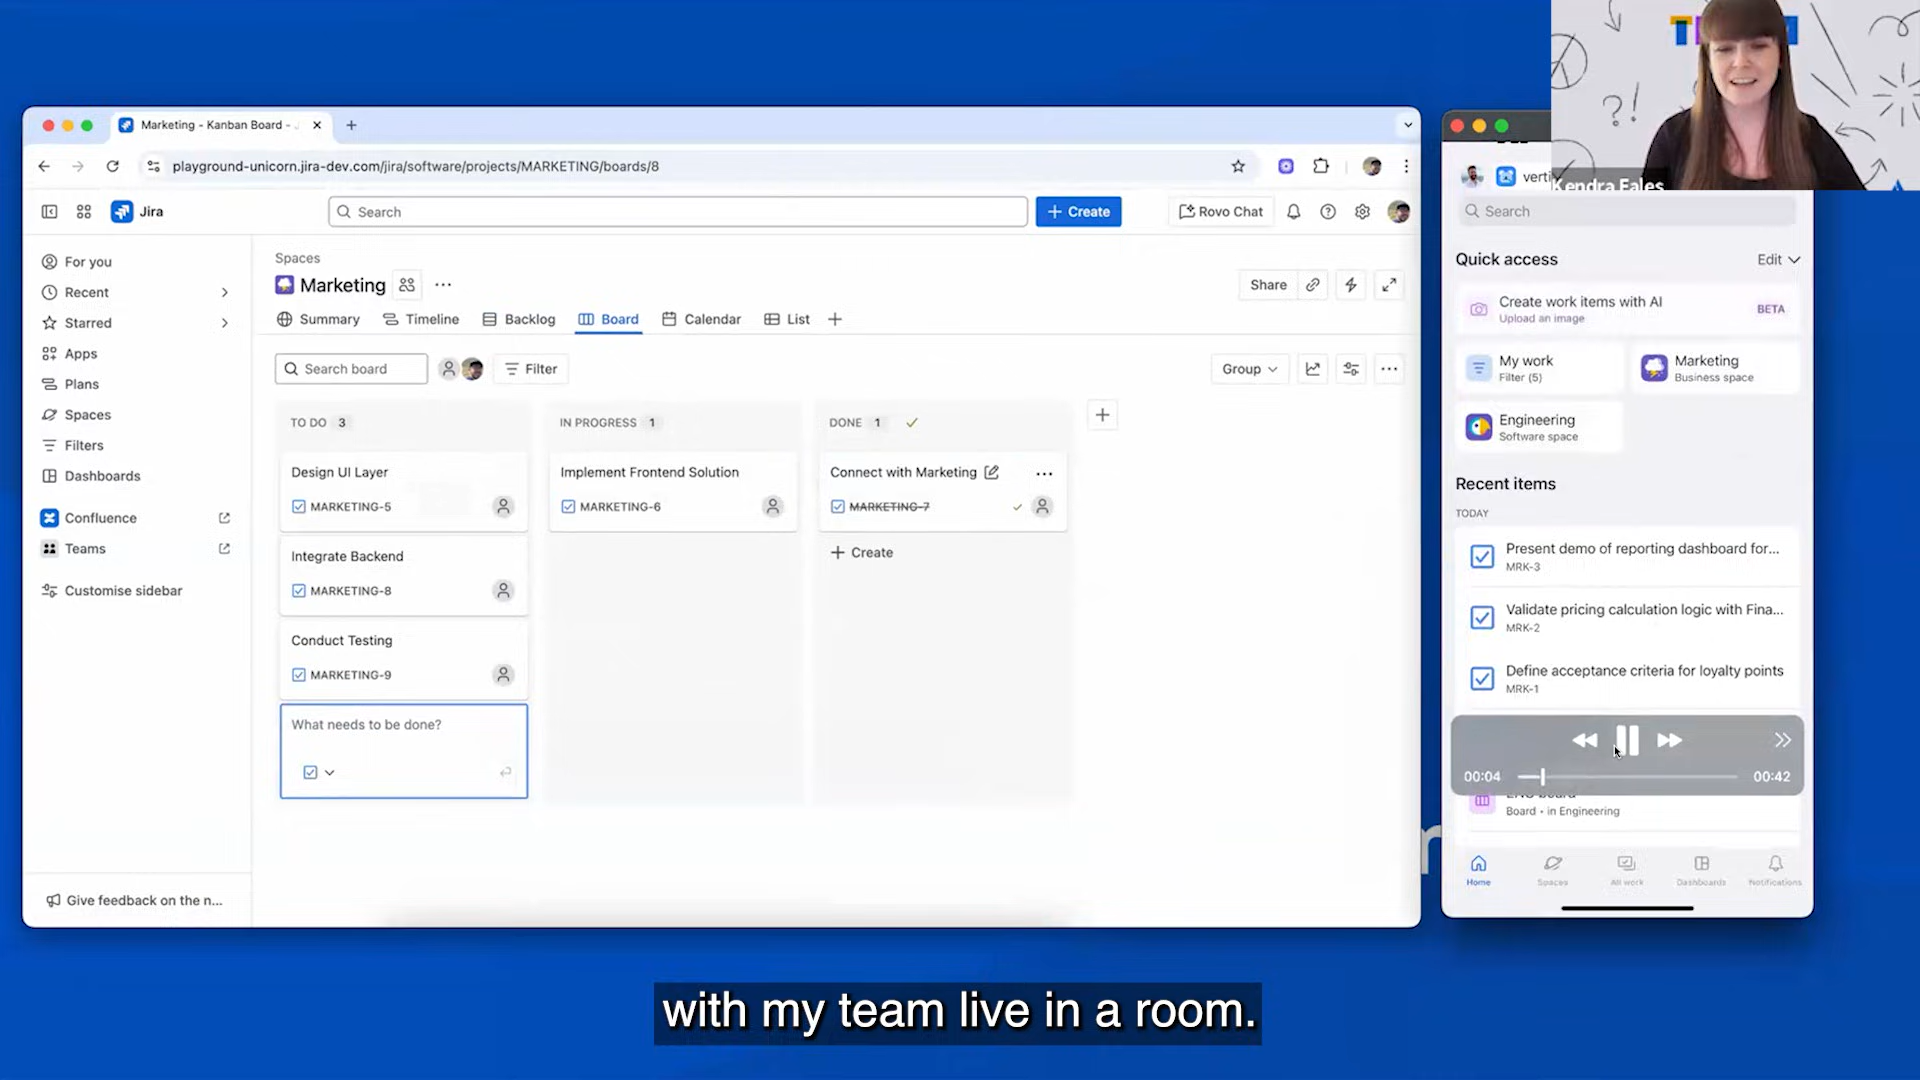 Marketing - Kanban Board -
playground-unicorn.jira-dev.com/jira/software/projects/MARKETING/boards/8
Jira
Search
Create
Rovo Chat
For you
Recent
Starred
Apps
Plans
Spaces
Filters
Dashboards
Confluence
Teams
Customise sidebar
Give feedback on the n...
Spaces
Marketing
Share
Summary
Timeline
Backlog
Board
Calendar
List
Search board
Filter
Group
TO DO 3
Design UI Layer
MARKETING-5
Integrate Backend
MARKETING-8
Conduct Testing
MARKETING-9
What needs to be done?
IN PROGRESS 1
Implement Frontend Solution
MARKETING-6
DONE 1
Connect with Marketing
MARKETING-7
Create
Kendra Eales
Search
Quick access
Edit
Create work items with AI
Upload an image
BETA
My work
Filter (5)
Marketing
Business space
Engineering
Software space
Recent items
TODAY
Present demo of reporting dashboard for...
MRK-3
Validate pricing calculation logic with Fina...
MRK-2
Define acceptance criteria for loyalty points
MRK-1
00:04
00:42
Board • in Engineering
Home
Spaces
All work
Dashboards
Notifications
with my team live in a room.